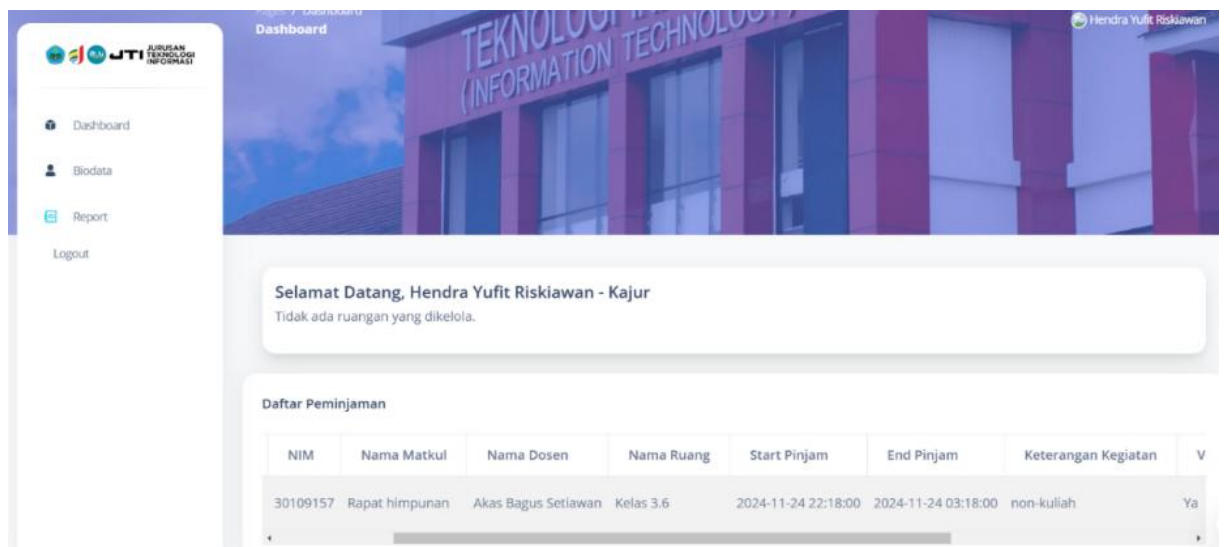 Pages / Dashboard
Dashboard
Hendra Yufit Riskiawan
JTI JURUSAN
TEKNOLOGI
INFORMASI
TEKNOLOGI
(INFORMATION TECHNOLOGY)
Dashboard
Biodata
Report
Logout
Selamat Datang, Hendra Yufit Riskiawan - Kajur
Tidak ada ruangan yang dikelola.
Daftar Peminjaman
NIM Nama Matkul Nama Dosen Nama Ruang Start Pinjam End Pinjam Keterangan Kegiatan V
30109157 Rapat himpunan Akas Bagus Setiawan Kelas 3.6 2024-11-24 22:18:00 2024-11-24 03:18:00 non-kuliah Ya